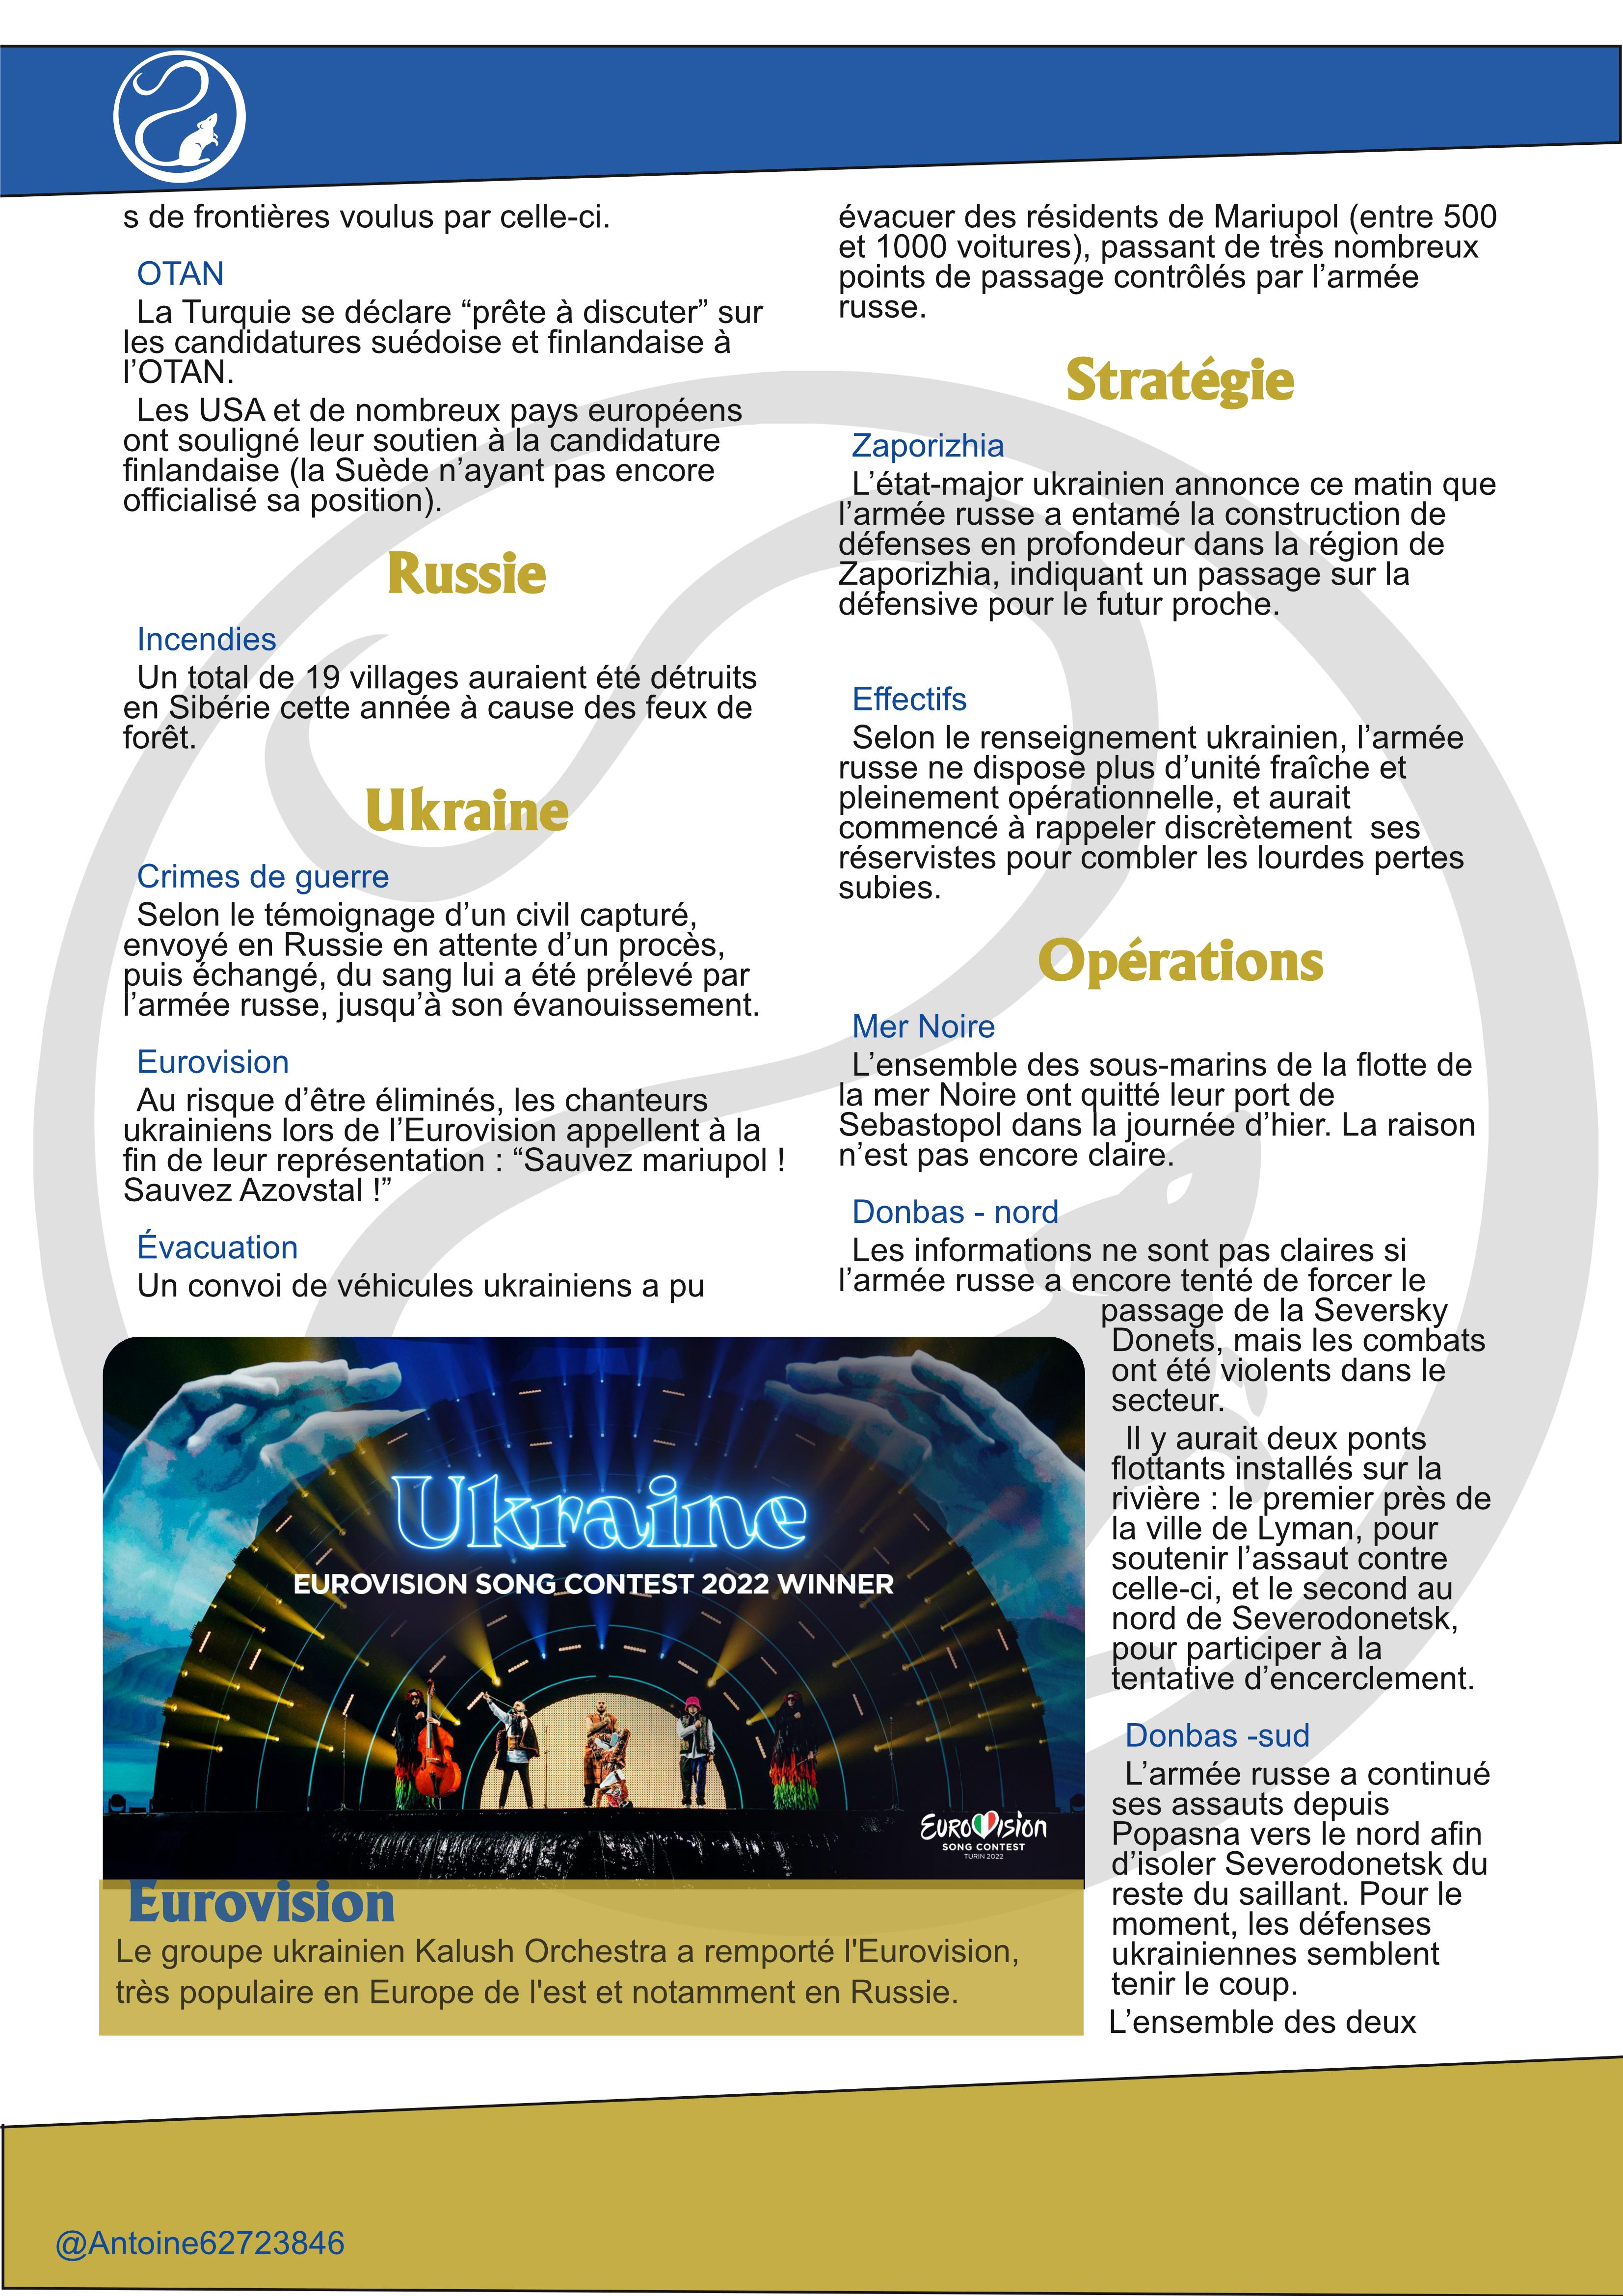 s de frontières voulus par celle-ci.
OTAN
La Turquie se déclare “prête à discuter” sur
les candidatures suédoise et finlandaise à
l’OTAN.
Les USA et de nombreux pays européens
ont souligné leur soutien à la candidature
finlandaise (la Suède n’ayant pas encore
officialisé sa position).
Russie
Incendies
Un total de 19 villages auraient été détruits
en Sibérie cette année à cause des feux de
forêt.
Ukraine
Crimes de guerre
Selon le témoignage d’un civil capturé,
envoyé en Russie en attente d’un procès,
puis échangé, du sang lui a été prélevé par
l’armée russe, jusqu’à son évanouissement.
Eurovision
Au risque d’être éliminés, les chanteurs
ukrainiens lors de l’Eurovision appellent à la
fin de leur représentation : “Sauvez mariupol !
Sauvez Azovstal !”
Évacuation
Un convoi de véhicules ukrainiens a pu
évacuer des résidents de Mariupol (entre 500
et 1000 voitures), passant de très nombreux
points de passage contrôlés par l’armée
russe.
Stratégie
Zaporizhia
L’état-major ukrainien annonce ce matin que
l’armée russe a entamé la construction de
défenses en profondeur dans la région de
Zaporizhia, indiquant un passage sur la
défensive pour le futur proche.
Effectifs
Selon le renseignement ukrainien, l’armée
russe ne dispose plus d’unité fraîche et
pleinement opérationnelle, et aurait
commencé à rappeler discrètement  ses
réservistes pour combler les lourdes pertes
subies.
Opérations
Mer Noire
L’ensemble des sous-marins de la flotte de
la mer Noire ont quitté leur port de
Sebastopol dans la journée d’hier. La raison
n’est pas encore claire.
Donbas - nord
Les informations ne sont pas claires si
l’armée russe a encore tenté de forcer le
passage de la Seversky
Donets, mais les combats
ont été violents dans le
secteur.
Il y aurait deux ponts
flottants installés sur la
rivière : le premier près de
la ville de Lyman, pour
soutenir l’assaut contre
celle-ci, et le second au
nord de Severodonetsk,
pour participer à la
tentative d’encerclement.
Donbas -sud
L’armée russe a continué
ses assauts depuis
Popasna vers le nord afin
d’isoler Severodonetsk du
reste du saillant. Pour le
moment, les défenses
ukrainiennes semblent
tenir le coup.
L’ensemble des deux
Ukraine
EUROVISION SONG CONTEST 2022 WINNER
EUROVISION
SONG CONTEST
TURIN 2022
Eurovision
Le groupe ukrainien Kalush Orchestra a remporté l'Eurovision,
très populaire en Europe de l'est et notamment en Russie.
@Antoine62723846